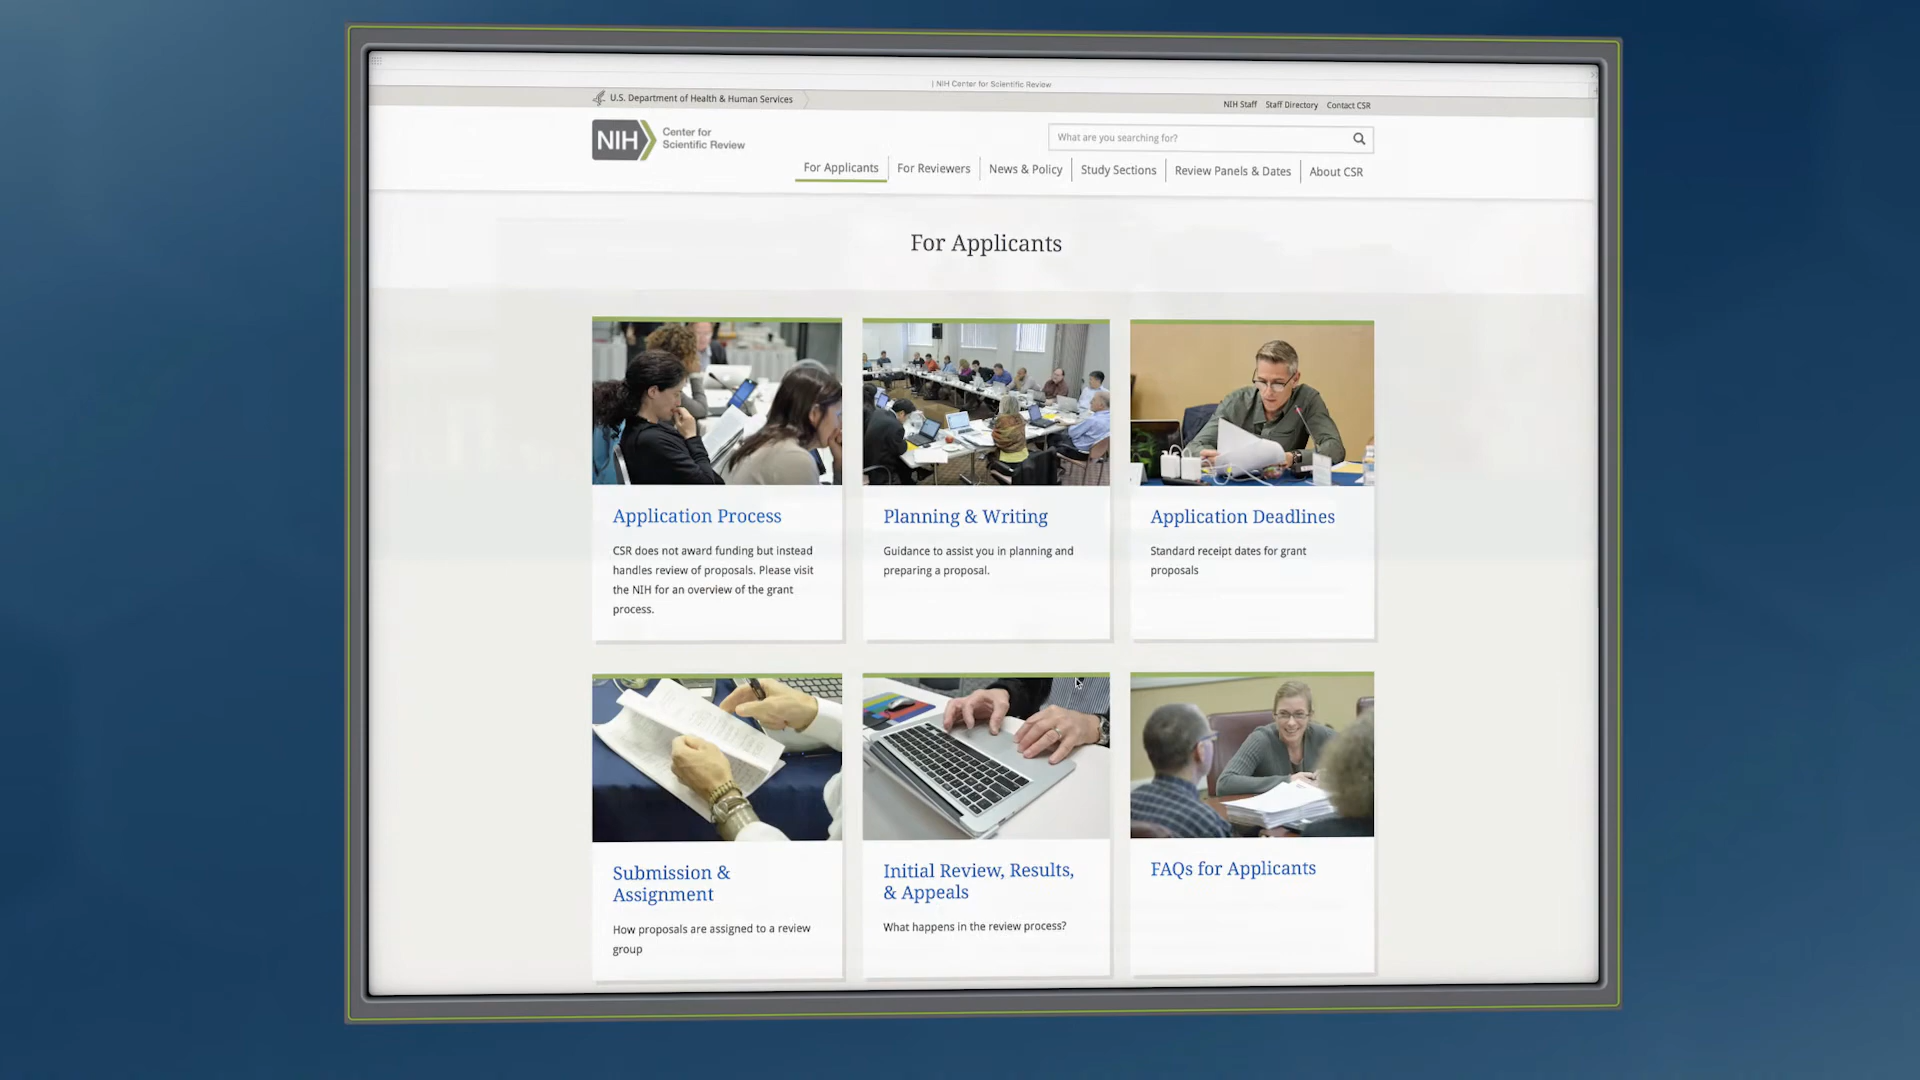 | NIH Center for Scientific Review
U.S. Department of Health & Human Services
NIH Staff Staff Directory Contact CSR
NIH Center for
Scientific Review
What are you searching for?
For Applicants For Reviewers News & Policy Study Sections Review Panels & Dates About CSR
For Applicants
Application Process
CSR does not award funding but instead
handles review of proposals. Please visit
the NIH for an overview of the grant
process.
Planning & Writing
Guidance to assist you in planning and
preparing a proposal.
Application Deadlines
Standard receipt dates for grant
proposals
Submission &
Assignment
How proposals are assigned to a review
group
Initial Review, Results,
& Appeals
What happens in the review process?
FAQs for Applicants